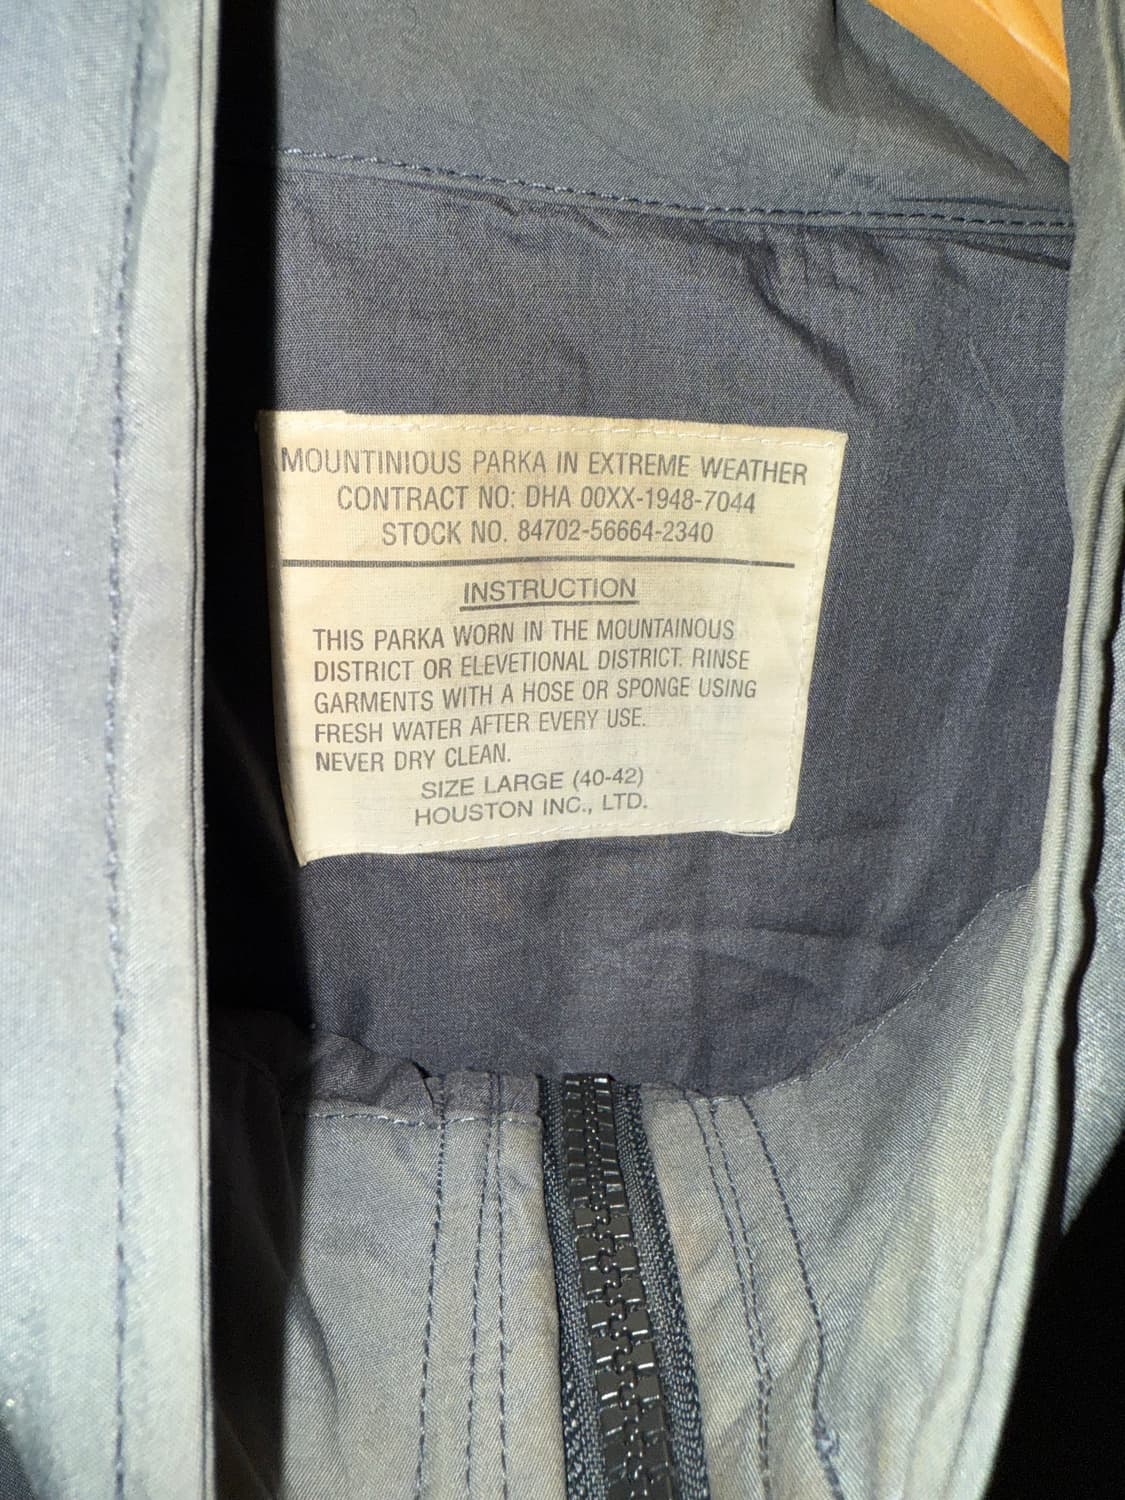 MOUNTINIOUS PARKA IN EXTREME WEATHER
CONTRACT NO: DHA 00XX-1948-7044
STOCK NO. 84702-56664-2340
INSTRUCTION
THIS PARKA WORN IN THE MOUNTAINOUS
DISTRICT OR ELEVETIONAL DISTRICT. RINSE
GARMENTS WITH A HOSE OR SPONGE USING
FRESH WATER AFTER EVERY USE.
NEVER DRY CLEAN.
SIZE LARGE (40-42)
HOUSTON INC., LTD.